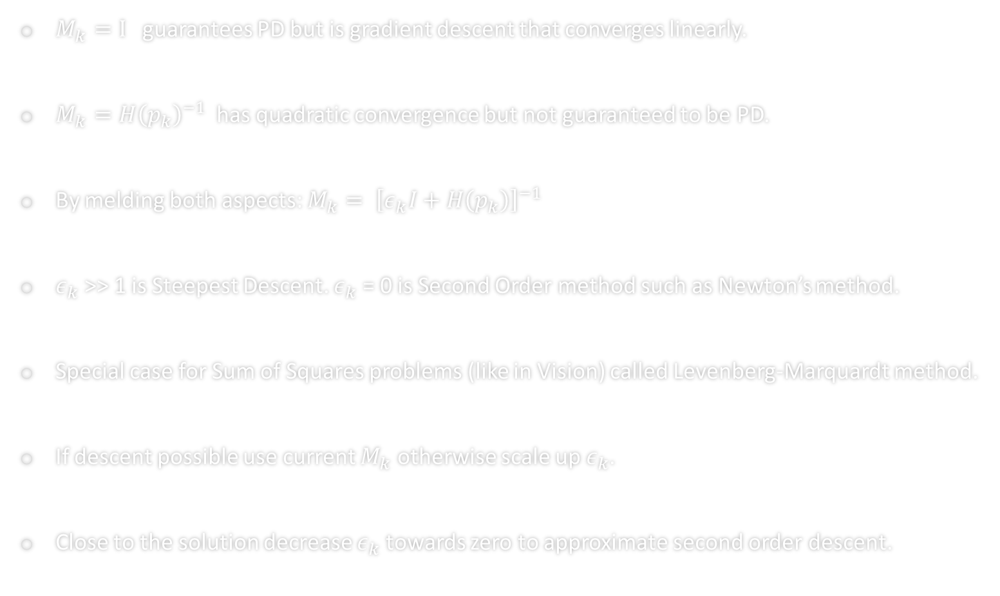 ○ M_k = I guarantees PD but is gradient descent that converges linearly.
○ M_k = H(p_k)^{-1} has quadratic convergence but not guaranteed to be PD.
○ By melding both aspects: M_k = [ϵ_k I + H(p_k)]^{-1}
○ ϵ_k >> 1 is Steepest Descent. ϵ_k = 0 is Second Order method such as Newton’s method.
○ Special case for Sum of Squares problems (like in Vision) called Levenberg-Marquardt method.
○ If descent possible use current M_k otherwise scale up ϵ_k.
○ Close to the solution decrease ϵ_k towards zero to approximate second order descent.